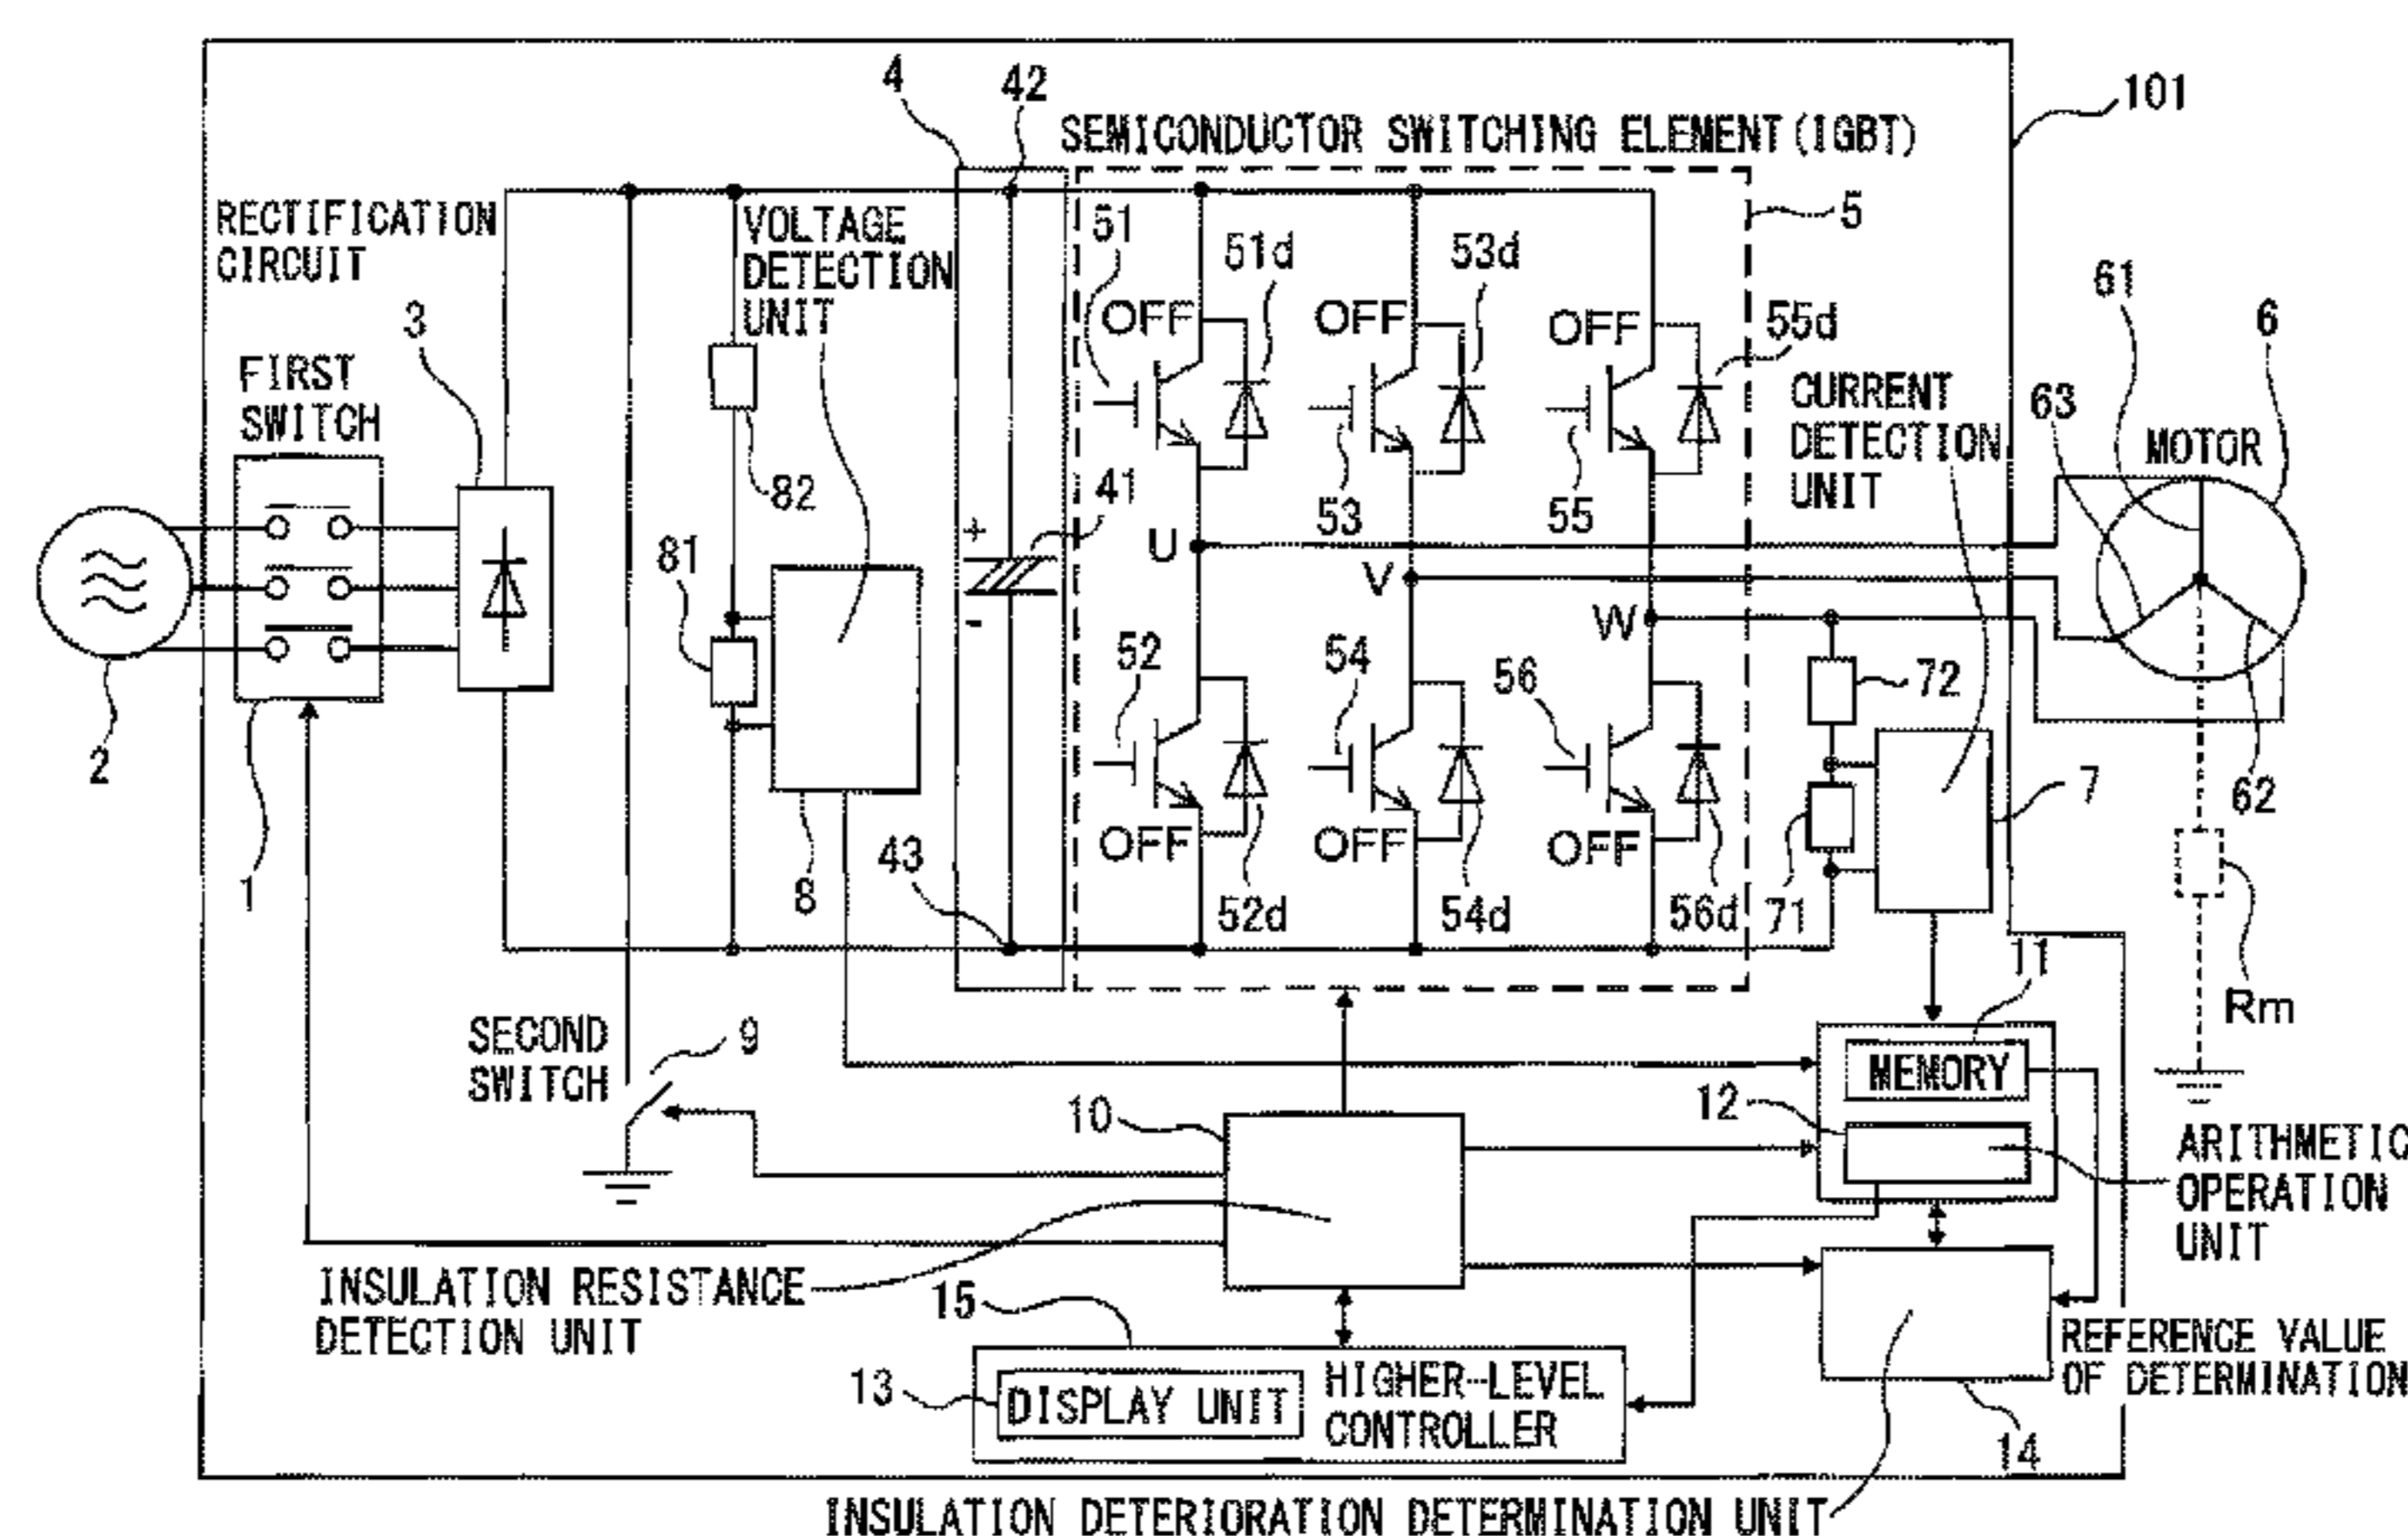 4
42
101
SEMICONDUCTOR SWITCHING ELEMENT (IGBT)
RECTIFICATION
CIRCUIT
VOLTAGE
DETECTION
UNIT
5
51
51d
53d
55d
61
6
3
OFF
OFF
OFF
FIRST
SWITCH
CURRENT
DETECTION
UNIT
63
MOTOR
82
41
53
55
+
-
81
U
V
W
52
54
56
72
2
1
8
43
OFF
OFF
OFF
52d
54d
56d
71
7
62
11
Rm
SECOND
SWITCH
9
MEMORY
10
12
ARITHMETIC
OPERATION
UNIT
INSULATION RESISTANCE
DETECTION UNIT
15
13
DISPLAY UNIT
HIGHER-LEVEL
CONTROLLER
REFERENCE VALUE
OF DETERMINATION
14
INSULATION DETERIORATION DETERMINATION UNIT